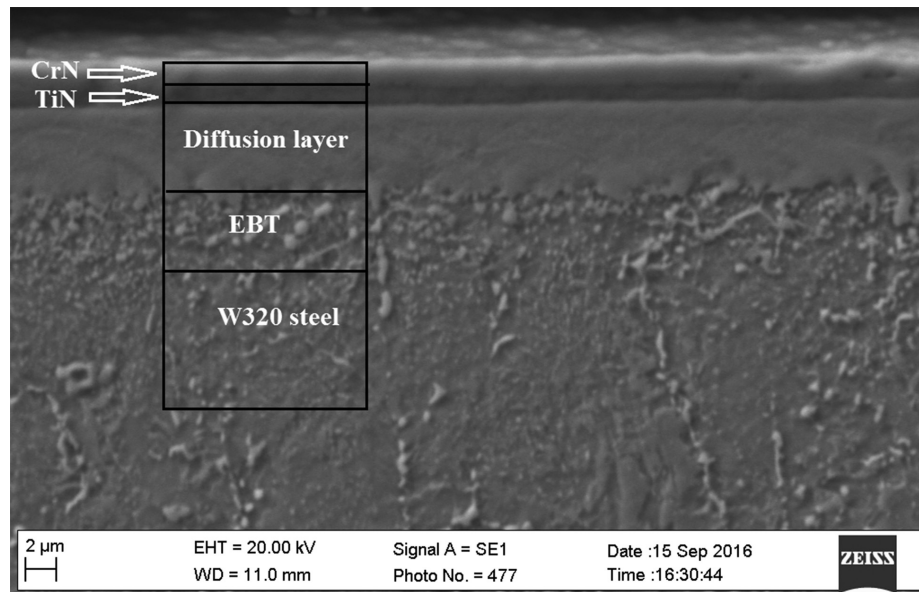 CrN
TiN
Diffusion layer
EBT
W320 steel
2 µm
EHT = 20.00 kV
Signal A = SE1
Date :15 Sep 2016
WD = 11.0 mm
Photo No. = 477
Time :16:30:44
ZEISS